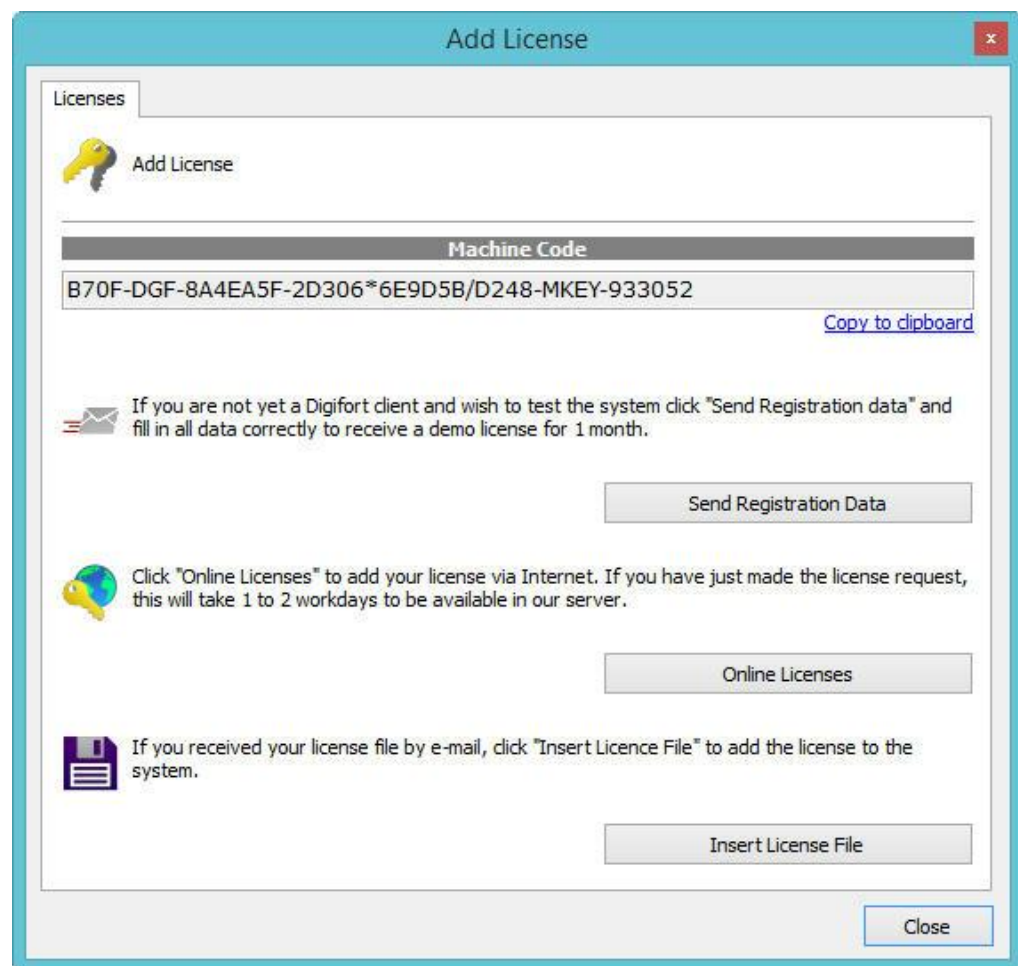 Add License
x
Licenses
Add License
Machine Code
B70F-DGF-8A4EA5F-2D306*6E9D5B/D248-MKEY-933052
Copy to clipboard
If you are not yet a Digifort client and wish to test the system click "Send Registration data" and
fill in all data correctly to receive a demo license for 1 month.
Send Registration Data
Click "Online Licenses" to add your license via Internet. If you have just made the license request,
this will take 1 to 2 workdays to be available in our server.
Online Licenses
If you received your license file by e-mail, click "Insert Licence File" to add the license to the
system.
Insert License File
Close